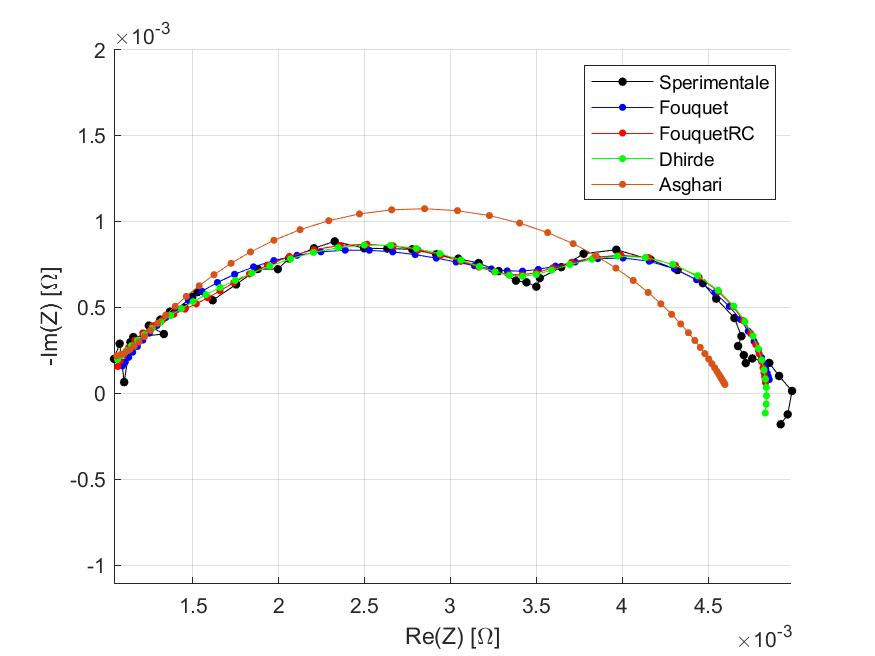 ×10⁻³
2
1.5
1
0.5
0
-0.5
-1
-Im(Z) [Ω]
Sperimentale
Fouquet
FouquetRC
Dhirde
Asghari
1.5 2 2.5 3 3.5 4 4.5
Re(Z) [Ω]
×10⁻³